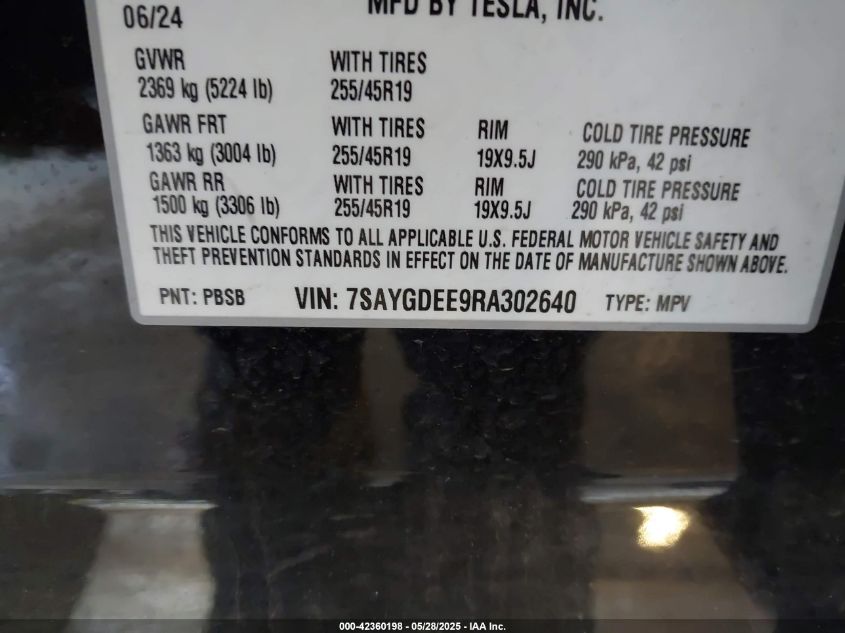 MFD BY TESLA, INC.
06/24
GVWR WITH TIRES
2369 kg (5224 lb) 255/45R19
GAWR FRT WITH TIRES RIM COLD TIRE PRESSURE
1363 kg (3004 lb) 255/45R19 19X9.5J 290 kPa, 42 psi
GAWR RR WITH TIRES RIM COLD TIRE PRESSURE
1500 kg (3306 lb) 255/45R19 19X9.5J 290 kPa, 42 psi
THIS VEHICLE CONFORMS TO ALL APPLICABLE U.S. FEDERAL MOTOR VEHICLE SAFETY AND
THEFT PREVENTION STANDARDS IN EFFECT ON THE DATE OF MANUFACTURE SHOWN ABOVE.
PNT: PBSB VIN: 7SAYGDEE9RA302640 TYPE: MPV
000-42360198 - 05/28/2025 - IAA Inc.